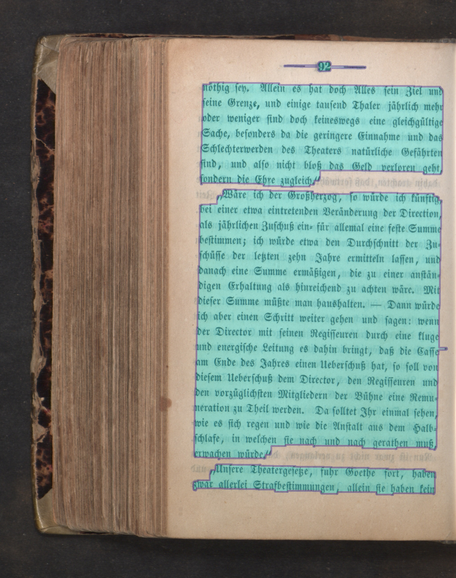 92
nöthig sey. Allein es hat doch Alles sein Ziel und
seine Grenze, und einige tausend Thaler jährlich mehr
oder weniger sind doch keineswegs eine gleichgültige
Sache, besonders da die geringere Einnahme und das
Schlechterwerden des Theaters natürliche Gefährten
sind, und also nicht bloß das Geld verloren geht
sondern die Ehre zugleich.
Wäre ich der Großherzog, so würde ich künftig
bei einer etwa eintretenden Veränderung der Direction,
als jährlichen Zuschuß ein- für allemal eine feste Summe
bestimmen; ich würde etwa den Durchschnitt der Zu-
schüsse der letzten zehn Jahre ermitteln lassen, und
danach eine Summe ermäßigen, die zu einer anstän-
digen Erhaltung als hinreichend zu achten wäre. Mit
dieser Summe müßte man haushalten. — Dann würde
ich aber einen Schritt weiter gehen und sagen: wenn
der Director mit seinen Regisseuren durch eine kluge
und energische Leitung es dahin bringt, daß die Casse
am Ende des Jahres einen Ueberschuß hat, so soll von
diesem Ueberschuß dem Director, den Regisseuren und
den vorzüglichsten Mitgliedern der Bühne eine Remu-
neration zu Theil werden. Da solltet Ihr einmal sehen,
wie es sich regen und wie die Anstalt aus dem Halb-
schlafe, in welchen sie nach und nach gerathen muß,
erwachen würde.
Unsere Theatergesetze, fuhr Goethe fort, haben
zwar allerlei Strafbestimmungen, allein sie haben kein